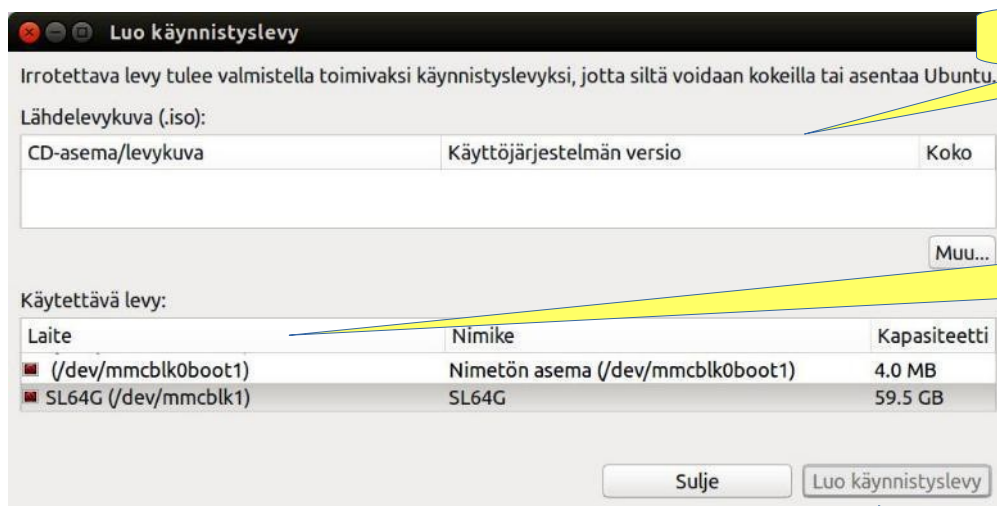 Luo käynnistyslevy
Irrotettava levy tulee valmistella toimivaksi käynnistyslevyksi, jotta siltä voidaan kokeilla tai asentaa Ubuntu.
Lähdelevykuva (.iso):
CD-asema/levykuva Käyttöjärjestelmän versio Koko
Muu...
Käytettävä levy:
Laite Nimike Kapasiteetti
(/dev/mmcblk0boot1) Nimetön asema (/dev/mmcblk0boot1) 4.0 MB
SL64G (/dev/mmcblk1) SL64G 59.5 GB
Sulje Luo käynnistyslevy